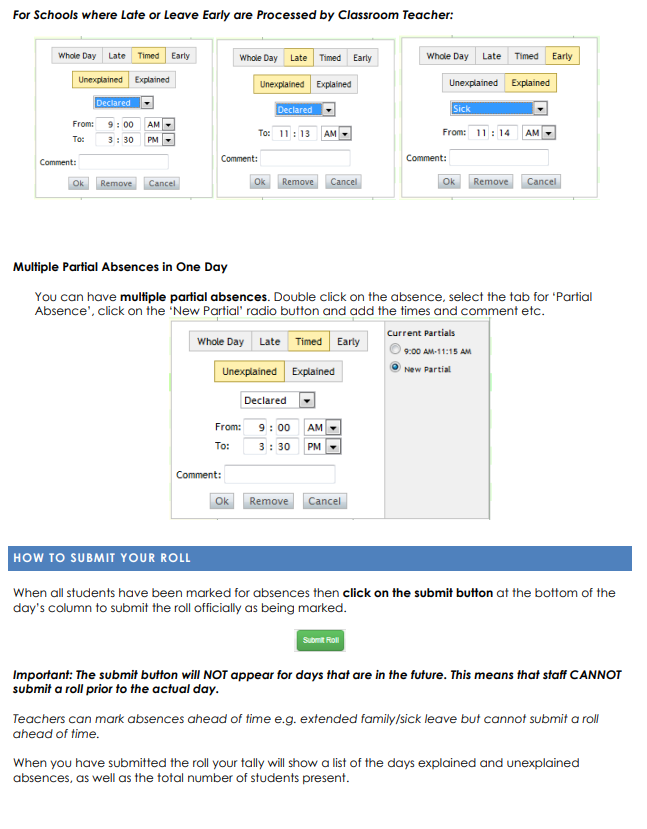 For Schools where Late or Leave Early are Processed by Classroom Teacher:
Whole Day Late Timed Early
Unexplained Explained
Declared
From: 9 : 00 AM
To: 3 : 30 PM
Comment:
Ok Remove Cancel
Whole Day Late Timed Early
Unexplained Explained
Declared
To: 11 : 13 AM
Comment:
Ok Remove Cancel
Whole Day Late Timed Early
Unexplained Explained
Sick
From: 11 : 14 AM
Comment:
Ok Remove Cancel
Multiple Partial Absences in One Day
You can have multiple partial absences. Double click on the absence, select the tab for ‘Partial
Absence’, click on the ‘New Partial’ radio button and add the times and comment etc.
Whole Day Late Timed Early
Unexplained Explained
Declared
From: 9 : 00 AM
To: 3 : 30 PM
Comment:
Ok Remove Cancel
Current Partials
9:00 AM-11:15 AM
New Partial
HOW TO SUBMIT YOUR ROLL
When all students have been marked for absences then click on the submit button at the bottom of the
day’s column to submit the roll officially as being marked.
Submit Roll
Important: The submit button will NOT appear for days that are in the future. This means that staff CANNOT
submit a roll prior to the actual day.
Teachers can mark absences ahead of time e.g. extended family/sick leave but cannot submit a roll
ahead of time.
When you have submitted the roll your tally will show a list of the days explained and unexplained
absences, as well as the total number of students present.